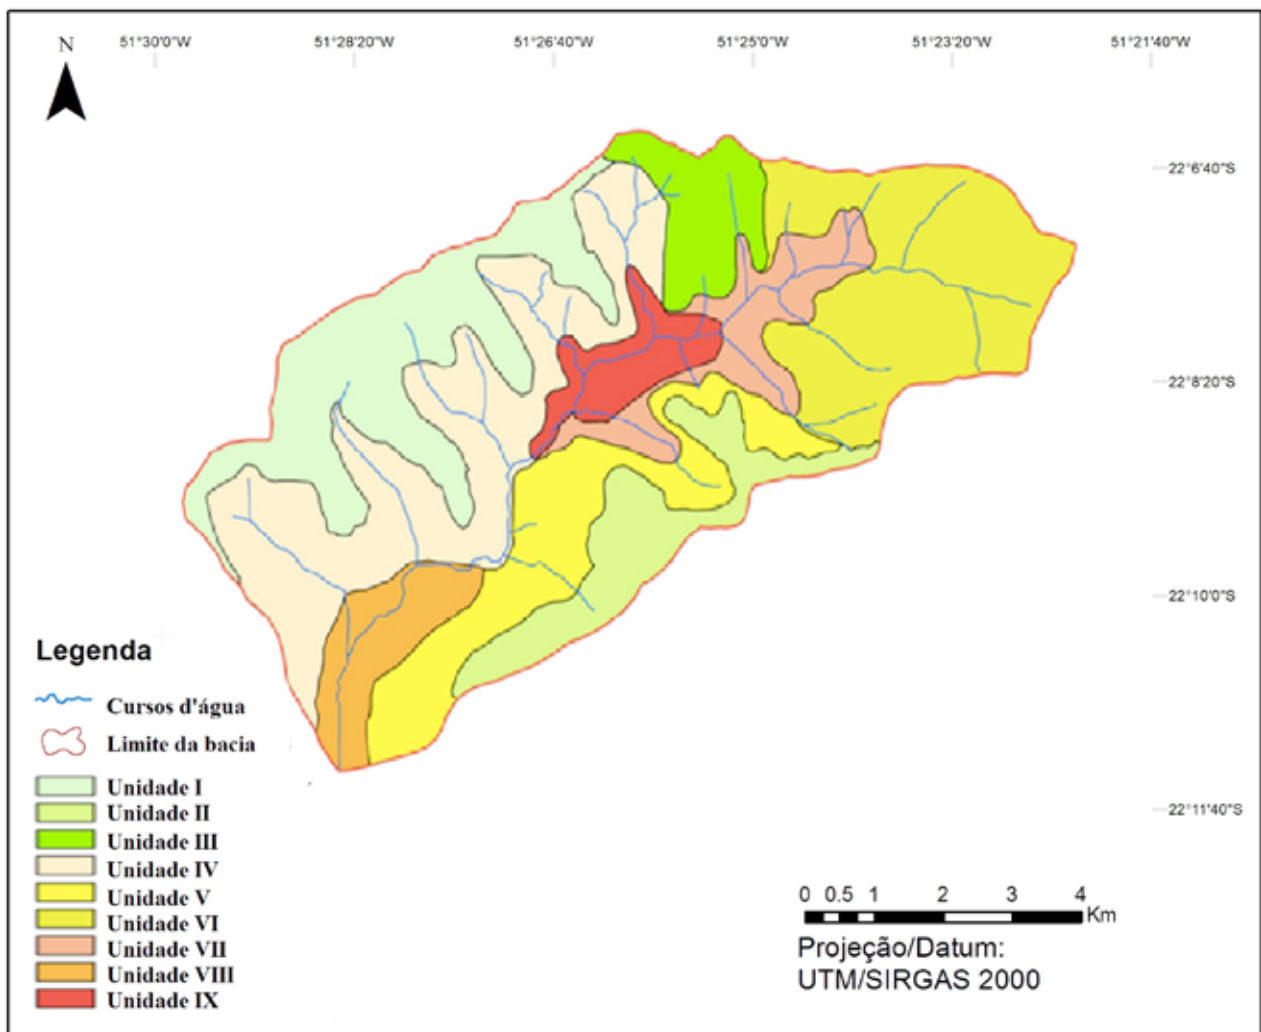 N
51°30'0"W 51°28'20"W 51°26'40"W 51°25'0"W 51°23'20"W 51°21'40"W
22°6'40"S
22°8'20"S
22°10'0"S
22°11'40"S
Legenda
Cursos d'água
Limite da bacia
Unidade I
Unidade II
Unidade III
Unidade IV
Unidade V
Unidade VI
Unidade VII
Unidade VIII
Unidade IX
0 0.5 1 2 3 4
Km
Projeção/Datum:
UTM/SIRGAS 2000